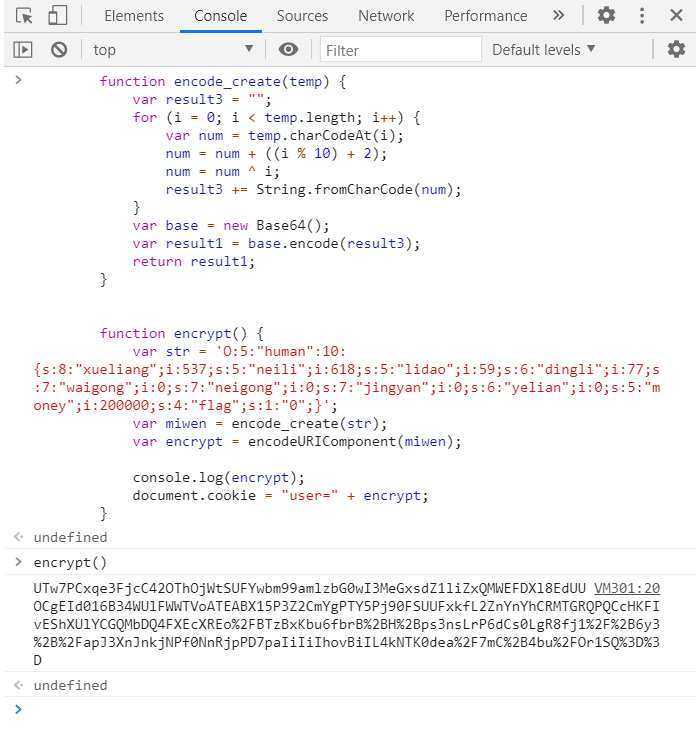 Elements Console Sources Network Performance »
top ▼ Filter Default levels ▼
> function encode_create(temp) {
var result3 = "";
for (i = 0; i < temp.length; i++) {
var num = temp.charCodeAt(i);
num = num + ((i % 10) + 2);
num = num ^ i;
result3 += String.fromCharCode(num);
}
var base = new Base64();
var result1 = base.encode(result3);
return result1;
}
function encrypt() {
var str = 'O:5:"human":10:
{s:8:"xueliang";i:537;s:5:"neili";i:618;s:5:"lidao";i:59;s:6:"dingli";i:77;s
:7:"waigong";i:0;s:7:"neigong";i:0;s:7:"jingyan";i:0;s:6:"yelian";i:0;s:5:"m
oney";i:200000;s:4:"flag";s:1:"0";}';
var miwen = encode_create(str);
var encrypt = encodeURIComponent(miwen);
console.log(encrypt);
document.cookie = "user=" + encrypt;
}
undefined
> encrypt()
UTw7PCxqe3FjcC42OThOjWtSUFYwbm99amlzbG0wI3MeGxsdZ1liZxQMWEFDXl8EdUU VM301:20
OCgEId016B34WUlFWWTVoATEABX15P3Z2CmYgPTY5Pj90FSUUFxkfL2ZnYnYhCRMTGRQPQCcHKFI
vEShXUlYCGQMbDQ4FXEcXREo%2FBTzBxKbu6fbrB%2BH%2Bps3nsLrP6dCs0LgR8fj1%2F%2B6y3
%2B%2FapJ3XnJnkjNPf0NnRjpPD7paIiIiIhovBiIL4kNTK0dea%2F7mC%2B4bu%2FOr1SQ%3D%3
D
undefined
>